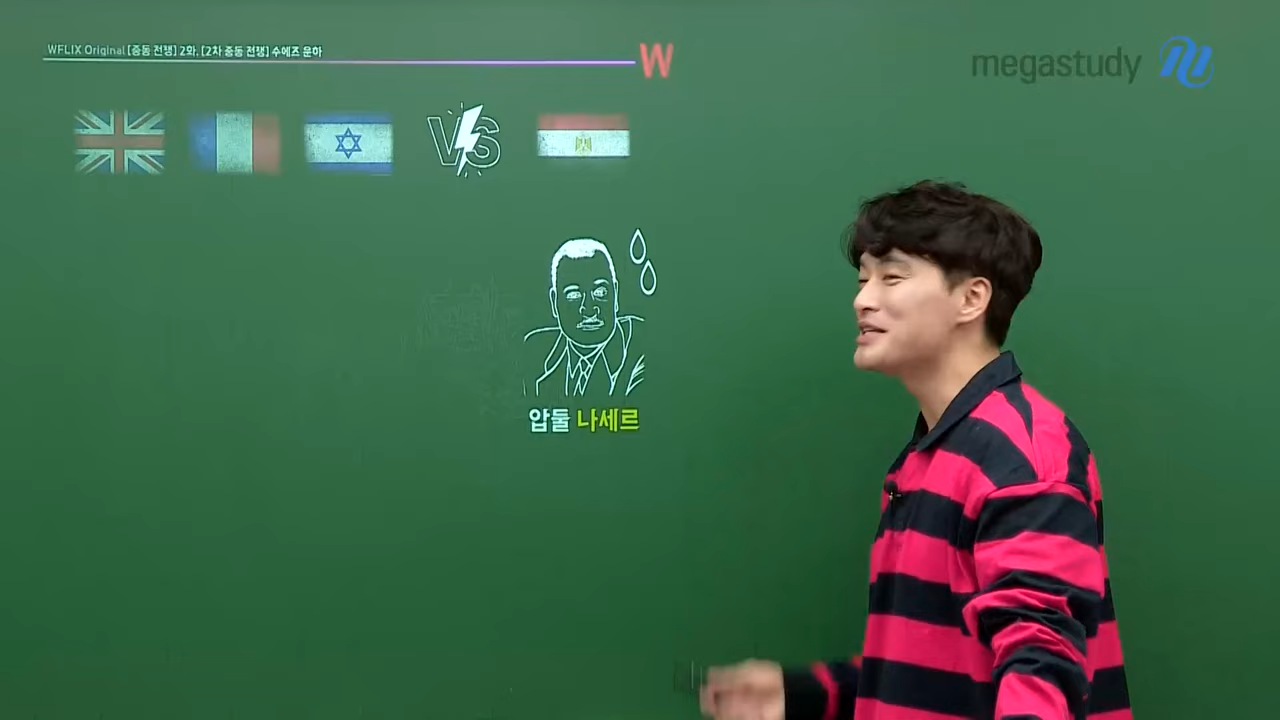 WFLIX Original [중동 전쟁] 2화. [2차 중동 전쟁] 수에즈 운하
W
megastudy
VS
압둘 나세르